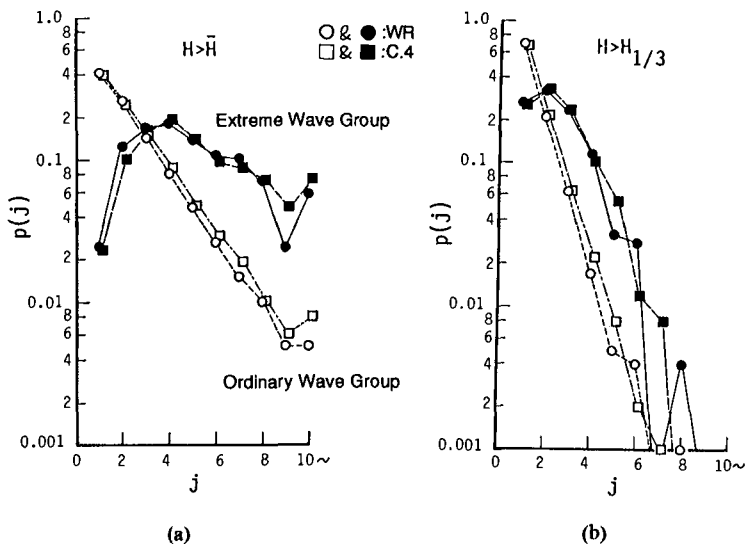 H>H̄
○ & ● :WR
□ & ■ :C.4
Extreme Wave Group
Ordinary Wave Group
p(j)
1.0
8
6
4
2
0.1
8
6
4
2
0.01
8
6
4
2
0.001
0 2 4 6 8 10~
j
(a)
H>H1/3
p(j)
1.0
8
6
4
2
0.1
8
6
4
2
0.01
8
6
4
2
0.001
0 2 4 6 8 10~
j
(b)